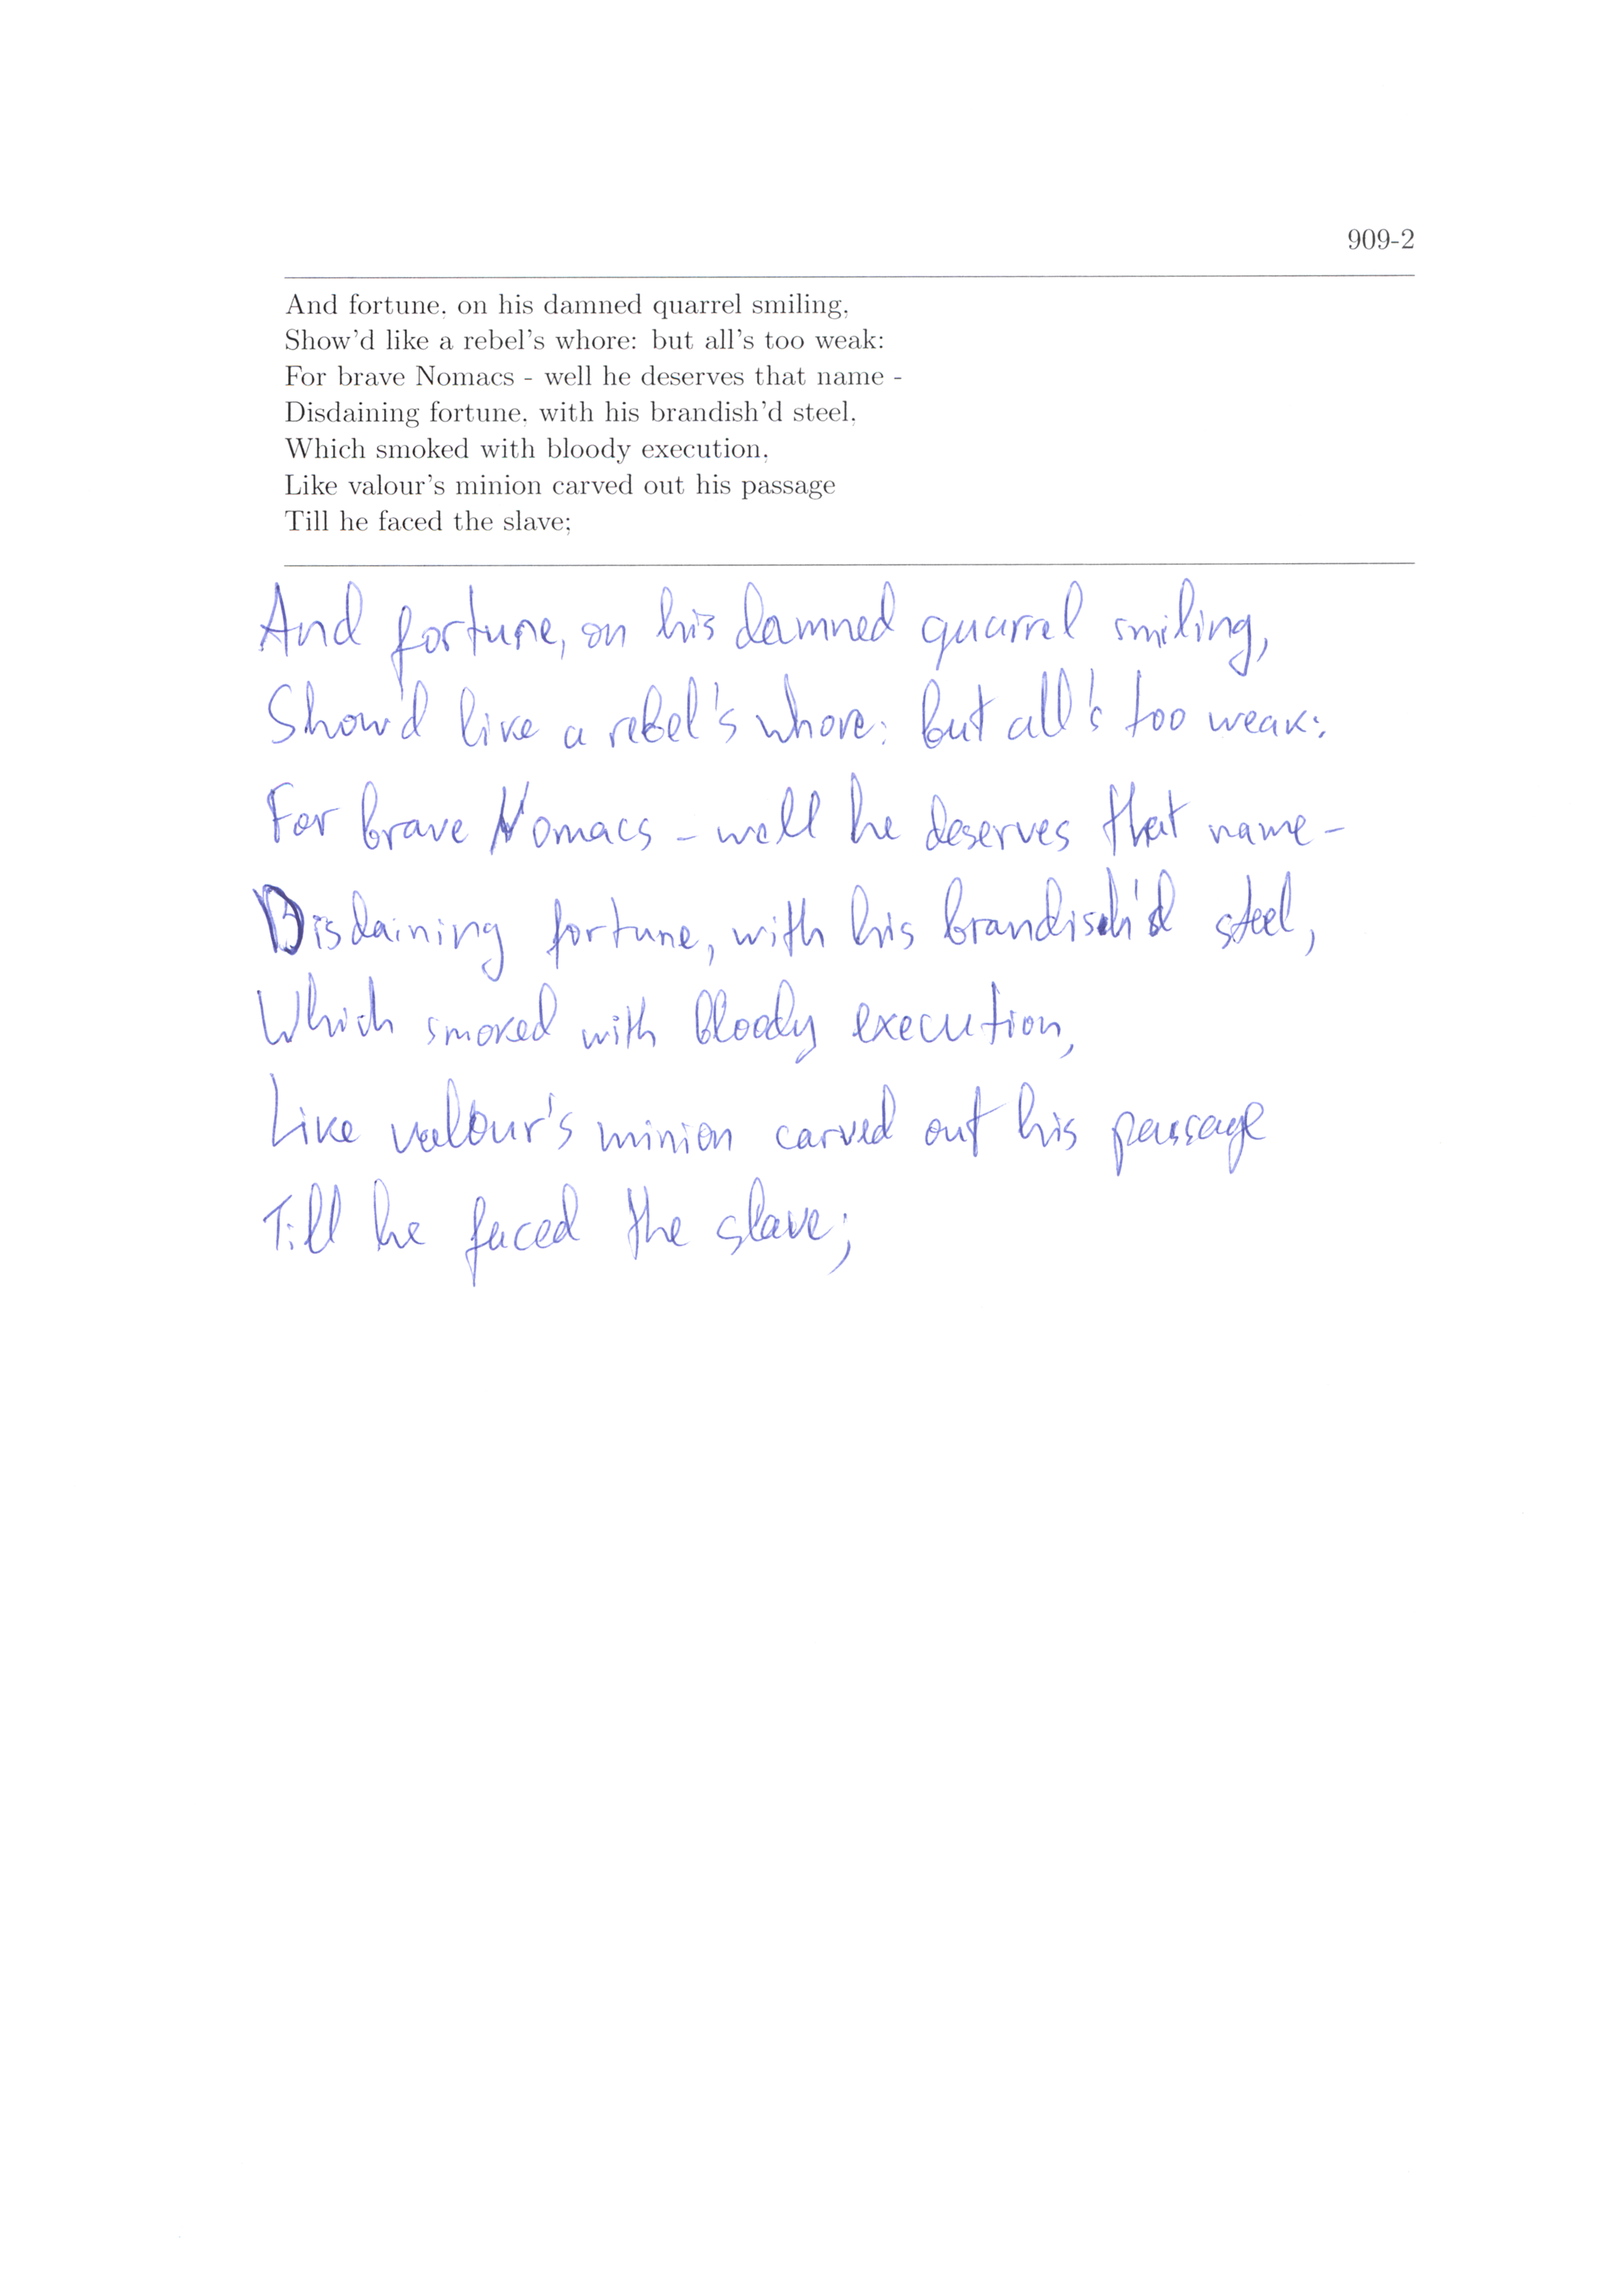 909-2
And fortune, on his damned quarrel smiling,
Show'd like a rebel's whore: but all's too weak:
For brave Nomacs - well he deserves that name -
Disdaining fortune, with his brandish'd steel,
Which smoked with bloody execution,
Like valour's minion carved out his passage
Till he faced the slave;
And fortune, on his damned quarrel smiling,
Show'd like a rebel's whore: but all's too weak:
For brave Nomacs - well he deserves that name -
Disdaining fortune, with his brandish'd steel,
Which smoked with bloody execution,
Like valour's minion carved out his passage
Till he faced the slave;